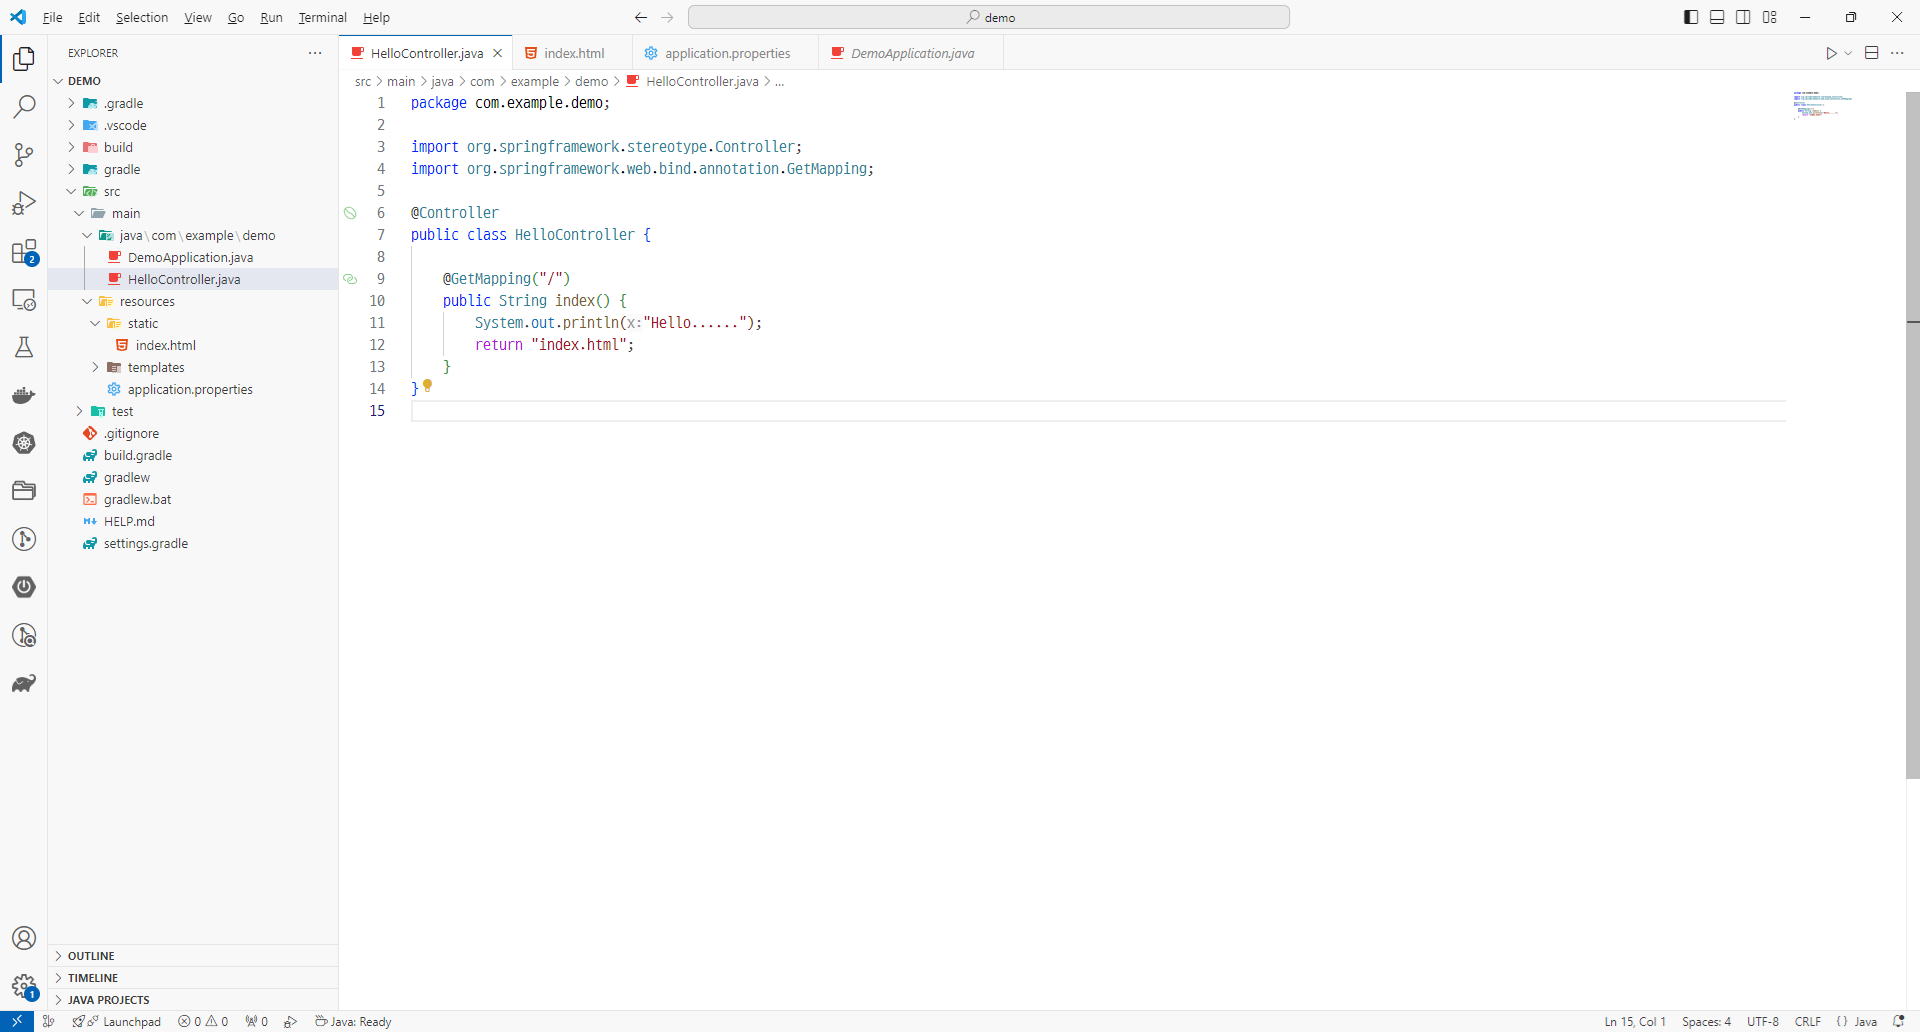 File Edit Selection View Go Run Terminal Help
demo
EXPLORER
DEMO
.gradle
.vscode
build
gradle
src
main
java\com\example\demo
DemoApplication.java
HelloController.java
resources
static
index.html
templates
application.properties
test
.gitignore
build.gradle
gradlew
gradlew.bat
HELP.md
settings.gradle
OUTLINE
TIMELINE
JAVA PROJECTS
2
1
HelloController.java index.html application.properties DemoApplication.java
src > main > java > com > example > demo > HelloController.java > ...
1 package com.example.demo;
2
3 import org.springframework.stereotype.Controller;
4 import org.springframework.web.bind.annotation.GetMapping;
5
6 @Controller
7 public class HelloController {
8
9 @GetMapping("/")
10 public String index() {
11 System.out.println(x:"Hello......");
12 return "index.html";
13 }
14 }
15
Launchpad 0 0 0 Java: Ready Ln 15, Col 1 Spaces: 4 UTF-8 CRLF { } Java